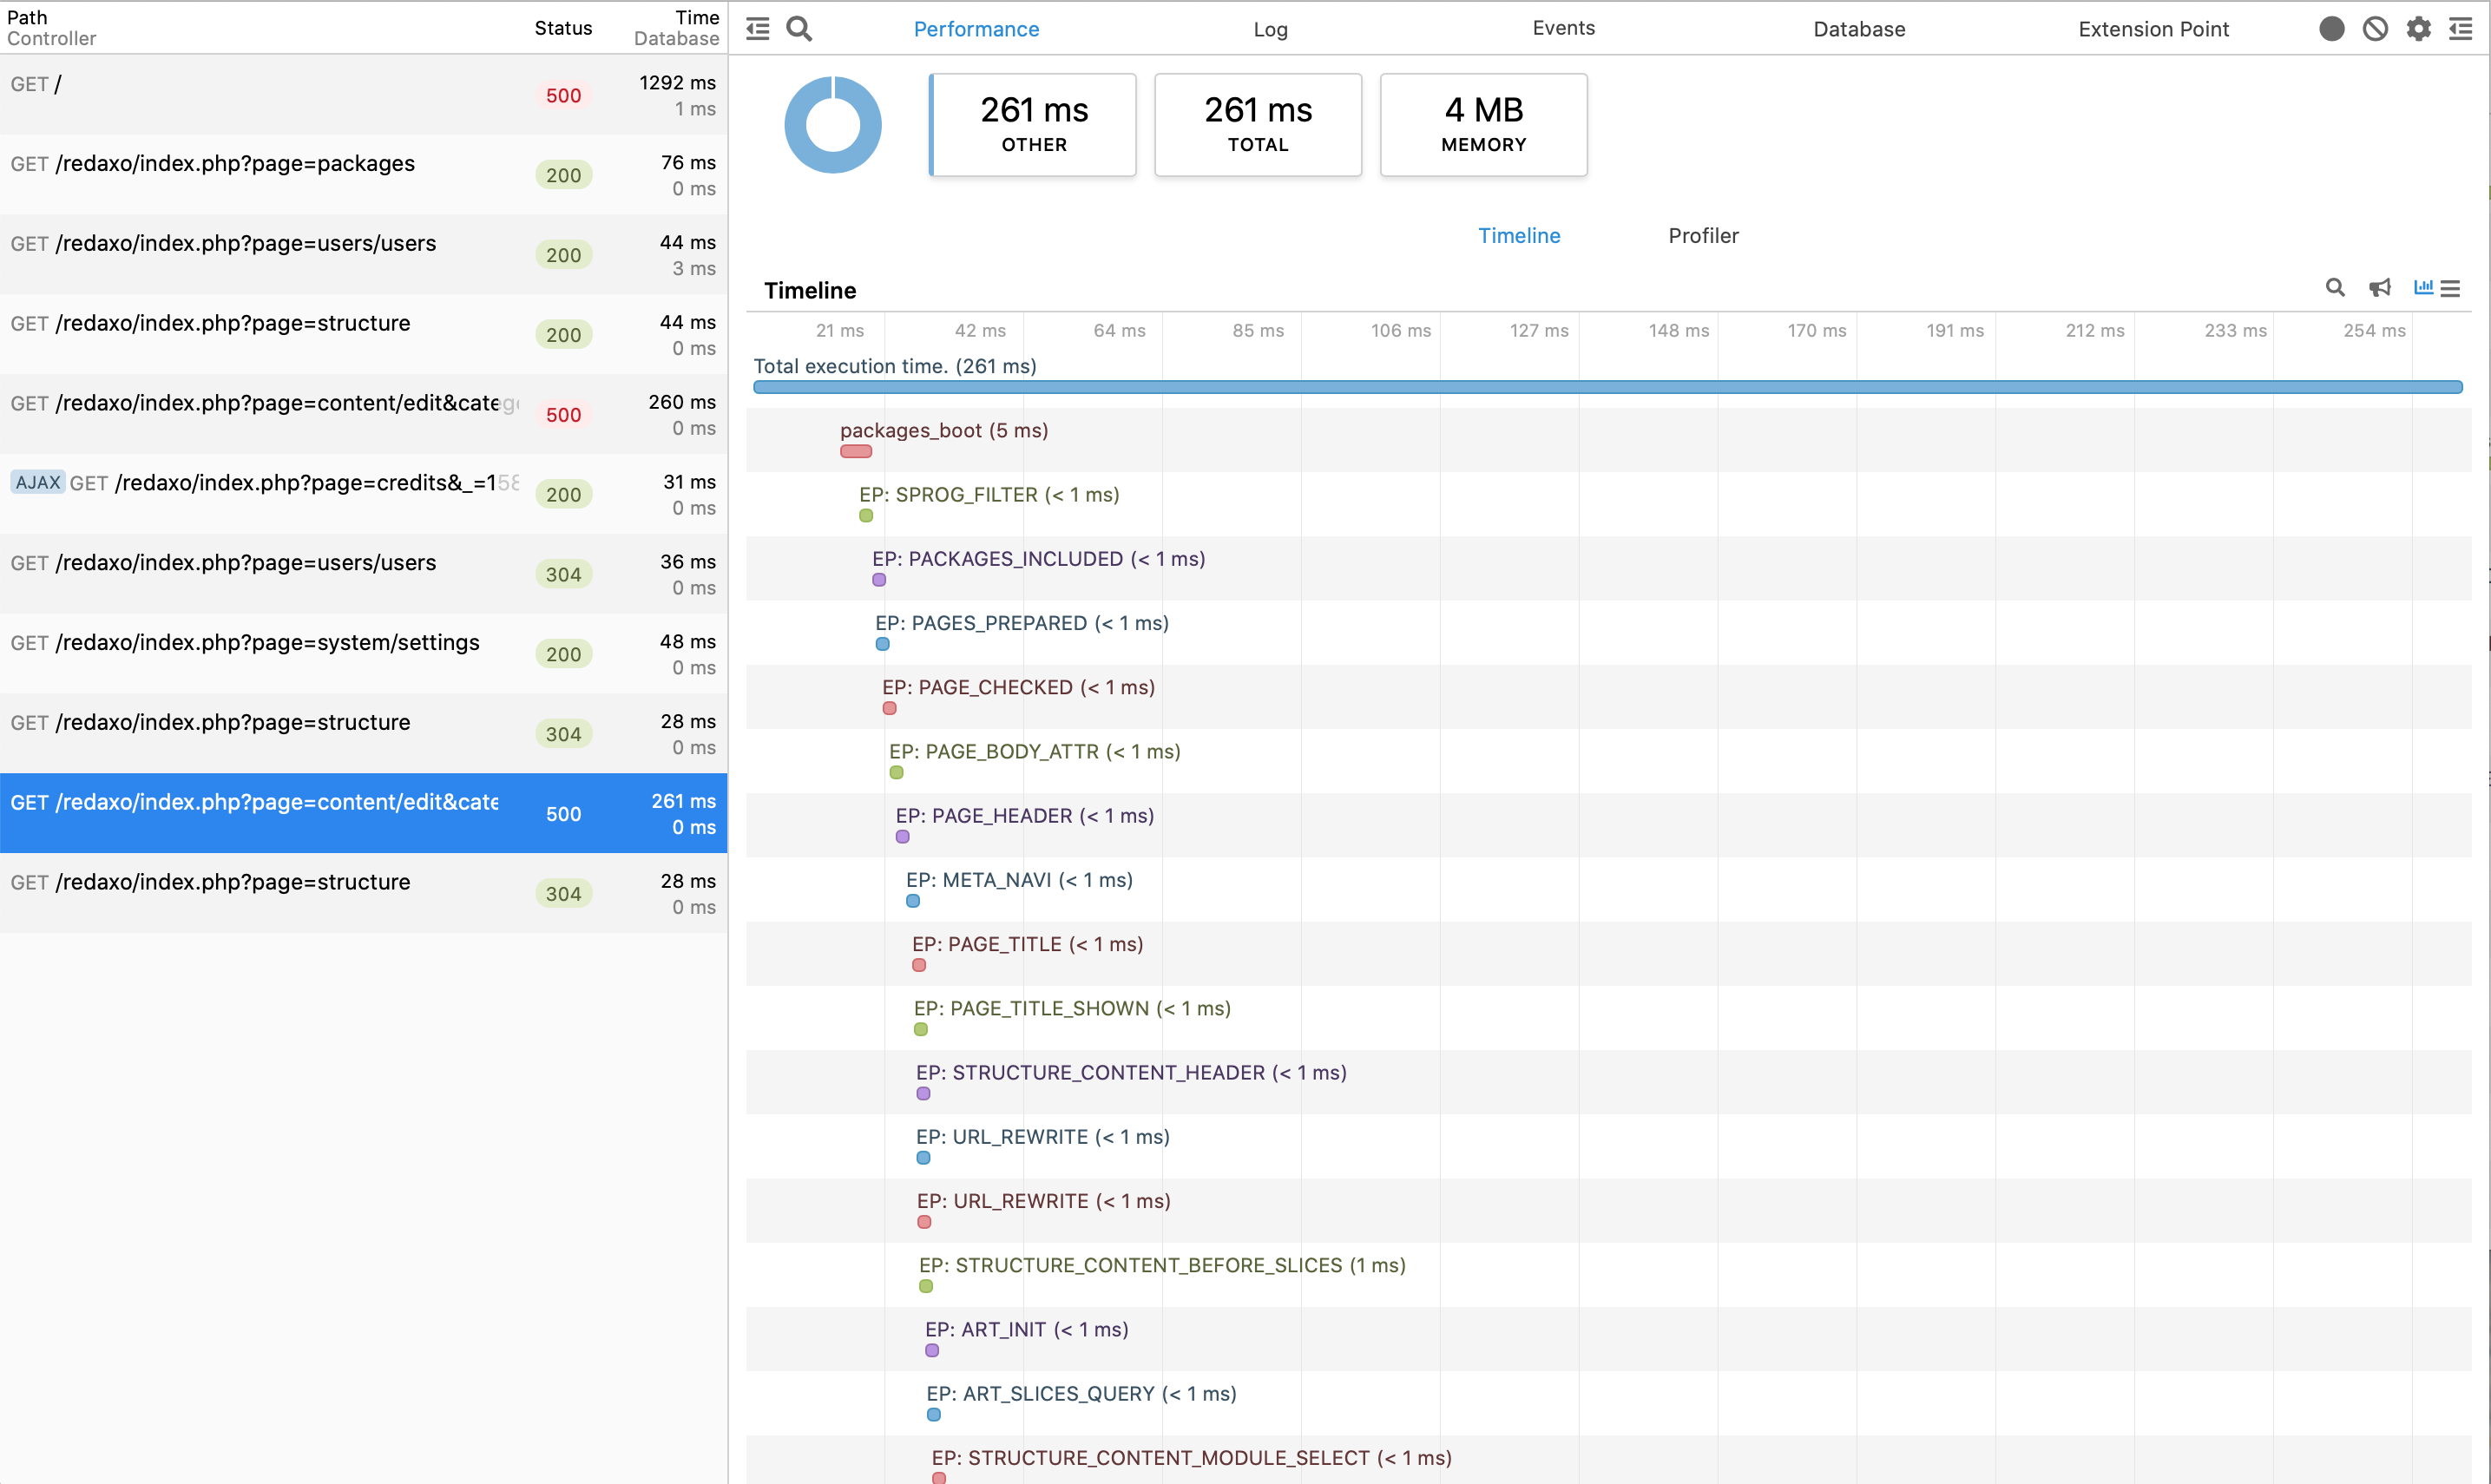 Path
Controller
Status
Time
Database
GET /
500
1292 ms
1 ms
GET /redaxo/index.php?page=packages
200
76 ms
0 ms
GET /redaxo/index.php?page=users/users
200
44 ms
3 ms
GET /redaxo/index.php?page=structure
200
44 ms
0 ms
GET /redaxo/index.php?page=content/edit&catego
500
260 ms
0 ms
AJAX GET /redaxo/index.php?page=credits&_=158
200
31 ms
0 ms
GET /redaxo/index.php?page=users/users
304
36 ms
0 ms
GET /redaxo/index.php?page=system/settings
200
48 ms
0 ms
GET /redaxo/index.php?page=structure
304
28 ms
0 ms
GET /redaxo/index.php?page=content/edit&cate
500
261 ms
0 ms
GET /redaxo/index.php?page=structure
304
28 ms
0 ms
Performance Log Events Database Extension Point
261 ms
OTHER
261 ms
TOTAL
4 MB
MEMORY
Timeline Profiler
Timeline
21 ms 42 ms 64 ms 85 ms 106 ms 127 ms 148 ms 170 ms 191 ms 212 ms 233 ms 254 ms
Total execution time. (261 ms)
packages_boot (5 ms)
EP: SPROG_FILTER (< 1 ms)
EP: PACKAGES_INCLUDED (< 1 ms)
EP: PAGES_PREPARED (< 1 ms)
EP: PAGE_CHECKED (< 1 ms)
EP: PAGE_BODY_ATTR (< 1 ms)
EP: PAGE_HEADER (< 1 ms)
EP: META_NAVI (< 1 ms)
EP: PAGE_TITLE (< 1 ms)
EP: PAGE_TITLE_SHOWN (< 1 ms)
EP: STRUCTURE_CONTENT_HEADER (< 1 ms)
EP: URL_REWRITE (< 1 ms)
EP: URL_REWRITE (< 1 ms)
EP: STRUCTURE_CONTENT_BEFORE_SLICES (1 ms)
EP: ART_INIT (< 1 ms)
EP: ART_SLICES_QUERY (< 1 ms)
EP: STRUCTURE_CONTENT_MODULE_SELECT (< 1 ms)